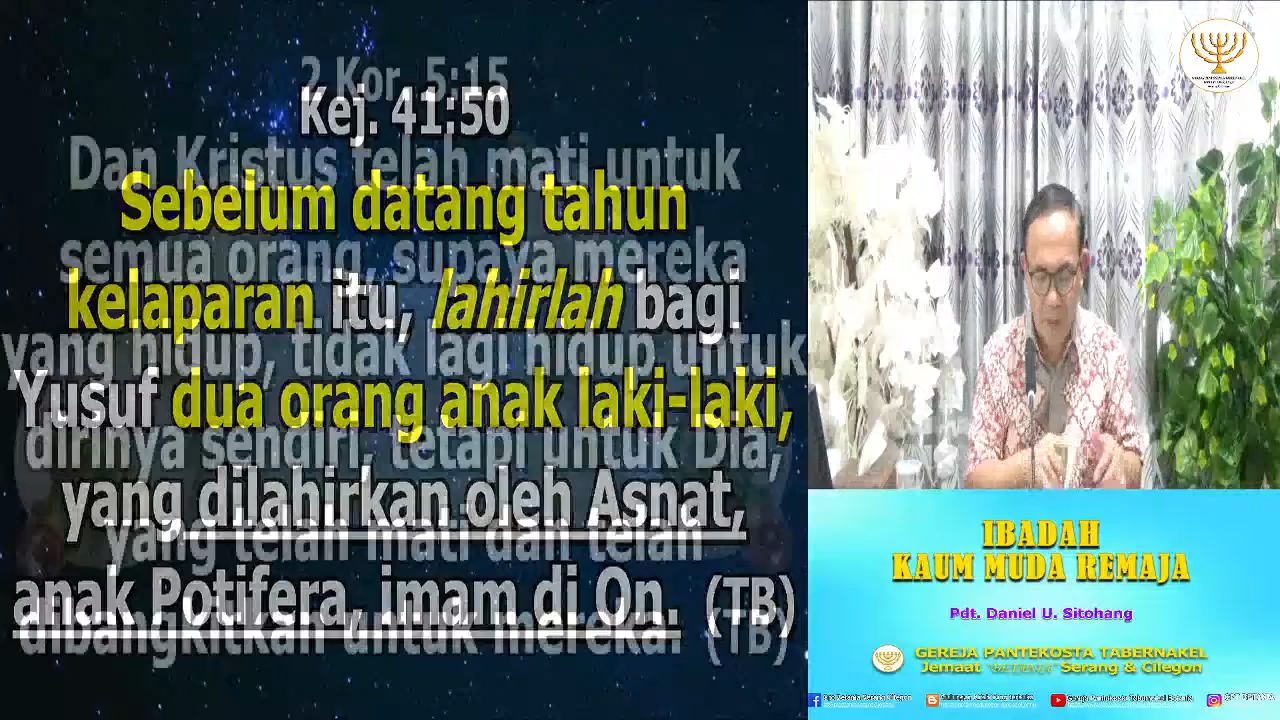 2 Kor. 5:15
Dan Kristus telah mati untuk
semua orang, supaya mereka
yang hidup, tidak lagi hidup untuk
dirinya sendiri, tetapi untuk Dia,
yang telah mati dan telah
dibangkitkan untuk mereka. (TB)
Kej. 41:50
Sebelum datang tahun
kelaparan itu, lahirlah bagi
Yusuf dua orang anak laki-laki,
yang dilahirkan oleh Asnat,
anak Potifera, imam di On. (TB)
IBADAH
KAUM MUDA REMAJA
Pdt. Daniel U. Sitohang
GEREJA PANTEKOSTA TABERNAKEL
Jemaat "BETHANIA" Serang & Cilegon